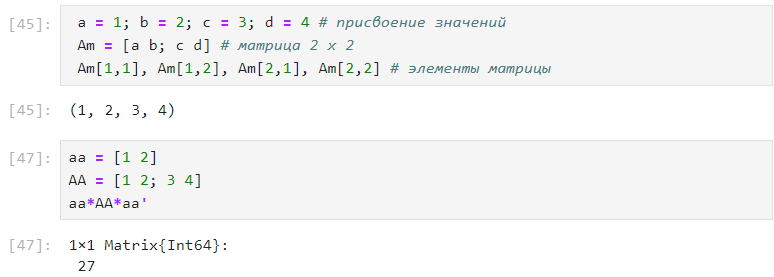 [45]: a = 1; b = 2; c = 3; d = 4 # присвоение значений
Am = [a b; c d] # матрица 2 x 2
Am[1,1], Am[1,2], Am[2,1], Am[2,2] # элементы матрицы
[45]: (1, 2, 3, 4)
[47]: aa = [1 2]
AA = [1 2; 3 4]
aa*AA*aa'
[47]: 1×1 Matrix{Int64}:
27